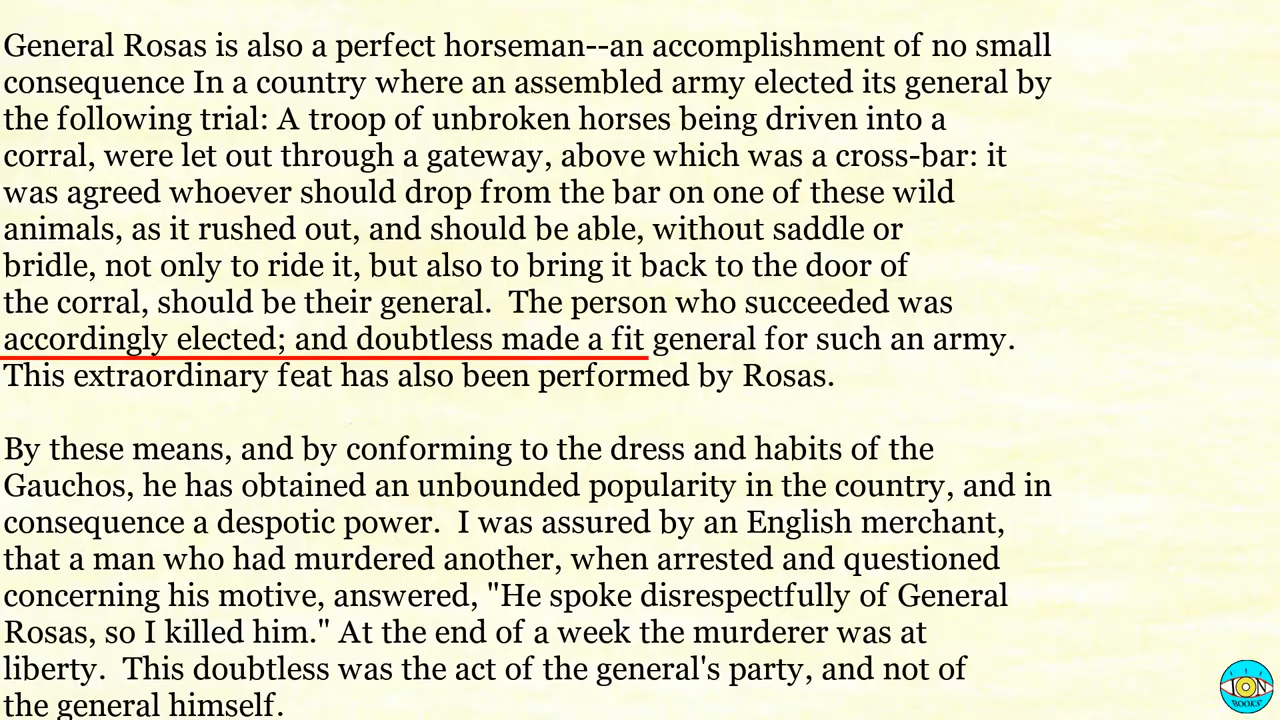 General Rosas is also a perfect horseman--an accomplishment of no small
consequence In a country where an assembled army elected its general by
the following trial: A troop of unbroken horses being driven into a
corral, were let out through a gateway, above which was a cross-bar: it
was agreed whoever should drop from the bar on one of these wild
animals, as it rushed out, and should be able, without saddle or
bridle, not only to ride it, but also to bring it back to the door of
the corral, should be their general.  The person who succeeded was
accordingly elected; and doubtless made a fit general for such an army.
This extraordinary feat has also been performed by Rosas.
By these means, and by conforming to the dress and habits of the
Gauchos, he has obtained an unbounded popularity in the country, and in
consequence a despotic power.  I was assured by an English merchant,
that a man who had murdered another, when arrested and questioned
concerning his motive, answered, "He spoke disrespectfully of General
Rosas, so I killed him." At the end of a week the murderer was at
liberty.  This doubtless was the act of the general's party, and not of
the general himself.
ION
BOOKS